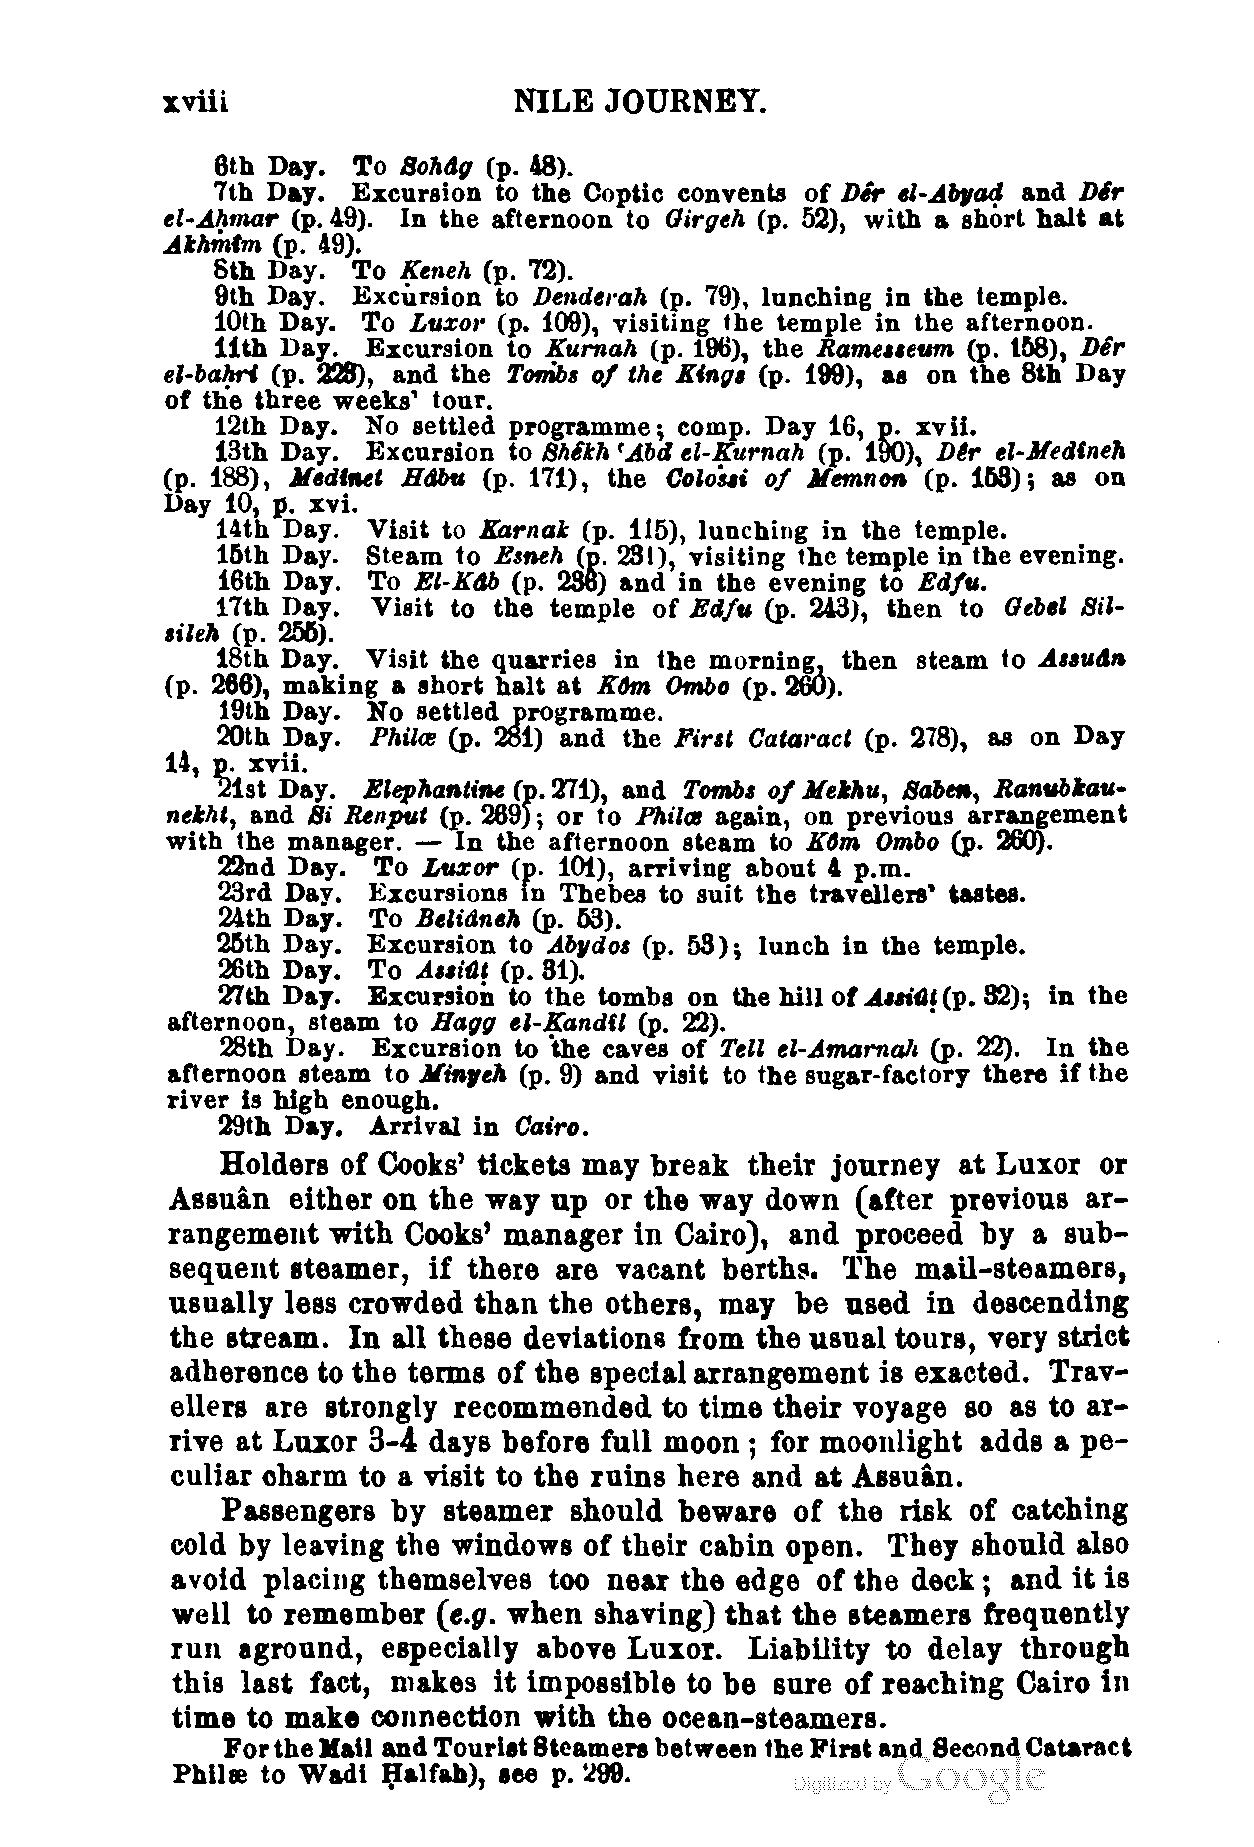 xviii NILE JOURNEY.
6th Day. To Sohâg (p. 48).
7th Day. Excursion to the Coptic convents of Dêr el-Abyaḍ and Dêr
el-Aḥmar (p. 49). In the afternoon to Girgeh (p. 52), with a short halt at
Akhmîm (p. 49).
8th Day. To Ḳeneh (p. 72).
9th Day. Excursion to Denderah (p. 79), lunching in the temple.
10th Day. To Luxor (p. 109), visiting the temple in the afternoon.
11th Day. Excursion to Ḳurnah (p. 196), the Ramesseum (p. 158), Dêr
el-baḥri (p. 223), and the Tombs of the Kings (p. 199), as on the 8th Day
of the three weeks' tour.
12th Day. No settled programme; comp. Day 16, p. xvii.
13th Day. Excursion to Shêkh ‘Abd el-Ḳurnah (p. 190), Dêr el-Medîneh
(p. 188), Medînet Hâbu (p. 171), the Colossi of Memnon (p. 153); as on
Day 10, p. xvi.
14th Day. Visit to Karnak (p. 115), lunching in the temple.
15th Day. Steam to Esneh (p. 231), visiting the temple in the evening.
16th Day. To El-Kâb (p. 236) and in the evening to Edfu.
17th Day. Visit to the temple of Edfu (p. 243), then to Gebel Sil-
sileh (p. 255).
18th Day. Visit the quarries in the morning, then steam to Assuân
(p. 266), making a short halt at Kôm Ombo (p. 260).
19th Day. No settled programme.
20th Day. Philæ (p. 281) and the First Cataract (p. 278), as on Day
14, p. xvii.
21st Day. Elephantine (p. 271), and Tombs of Mekhu, Saben, Ranubkau-
nekht, and Si Renput (p. 269); or to Philæ again, on previous arrangement
with the manager. — In the afternoon steam to Kôm Ombo (p. 260).
22nd Day. To Luxor (p. 101), arriving about 4 p.m.
23rd Day. Excursions in Thebes to suit the travellers' tastes.
24th Day. To Beliâneh (p. 53).
25th Day. Excursion to Abydos (p. 53); lunch in the temple.
26th Day. To Assiûṭ (p. 31).
27th Day. Excursion to the tombs on the hill of Assiûṭ (p. 32); in the
afternoon, steam to Hagg el-Ḳandîl (p. 22).
28th Day. Excursion to the caves of Tell el-Amarnah (p. 22). In the
afternoon steam to Minyeh (p. 9) and visit to the sugar-factory there if the
river is high enough.
29th Day. Arrival in Cairo.
Holders of Cooks' tickets may break their journey at Luxor or
Assuân either on the way up or the way down (after previous ar-
rangement with Cooks' manager in Cairo), and proceed by a sub-
sequent steamer, if there are vacant berths. The mail-steamers,
usually less crowded than the others, may be used in descending
the stream. In all these deviations from the usual tours, very strict
adherence to the terms of the special arrangement is exacted. Trav-
ellers are strongly recommended to time their voyage so as to ar-
rive at Luxor 3-4 days before full moon; for moonlight adds a pe-
culiar charm to a visit to the ruins here and at Assuân.
Passengers by steamer should beware of the risk of catching
cold by leaving the windows of their cabin open. They should also
avoid placing themselves too near the edge of the deck; and it is
well to remember (e.g. when shaving) that the steamers frequently
run aground, especially above Luxor. Liability to delay through
this last fact, makes it impossible to be sure of reaching Cairo in
time to make connection with the ocean-steamers.
For the Mail and Tourist Steamers between the First and Second Cataract
Philæ to Wadi Ḥalfah), see p. 299.
Digitized by Google